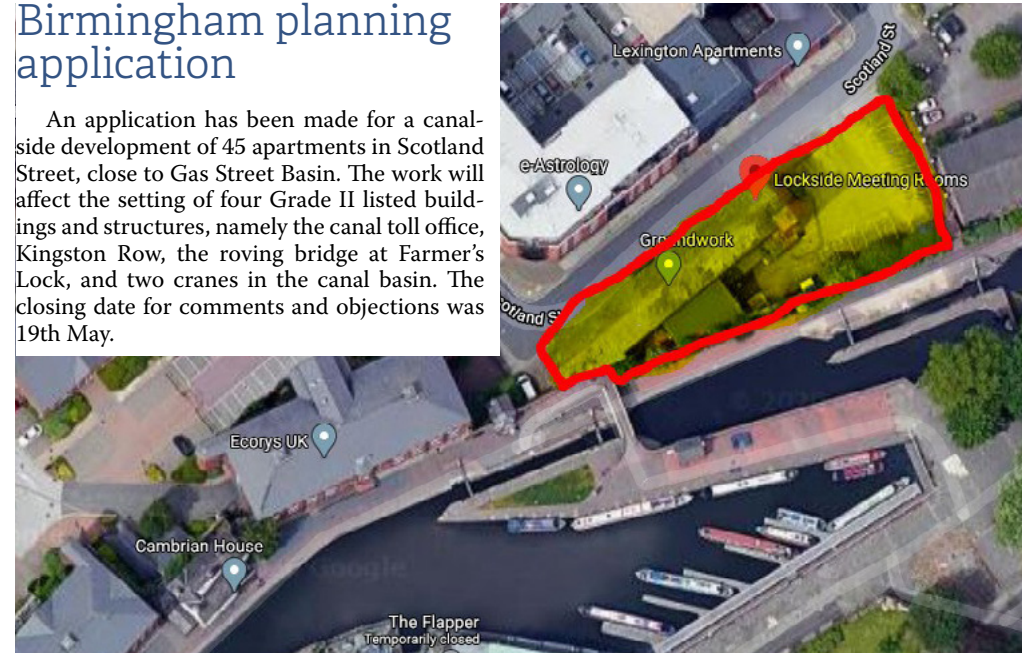 Birmingham planning
application
An application has been made for a canal-
side development of 45 apartments in Scotland
Street, close to Gas Street Basin. The work will
affect the setting of four Grade II listed build-
ings and structures, namely the canal toll office,
Kingston Row, the roving bridge at Farmer's
Lock, and two cranes in the canal basin. The
closing date for comments and objections was
19th May.
Lexington Apartments
Scotland St
e-Astrology
Lockside Meeting Rooms
Groundwork
otland S
Ecorys UK
Cambrian House
Google
The Flapper
Temporarily closed